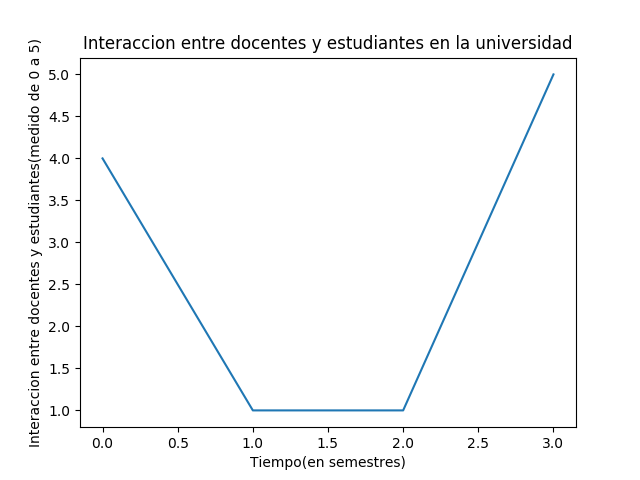 Interaccion entre docentes y estudiantes en la universidad
Interaccion entre docentes y estudiantes(medido de 0 a 5)
5.0
4.5
4.0
3.5
3.0
2.5
2.0
1.5
1.0
0.0 0.5 1.0 1.5 2.0 2.5 3.0
Tiempo(en semestres)